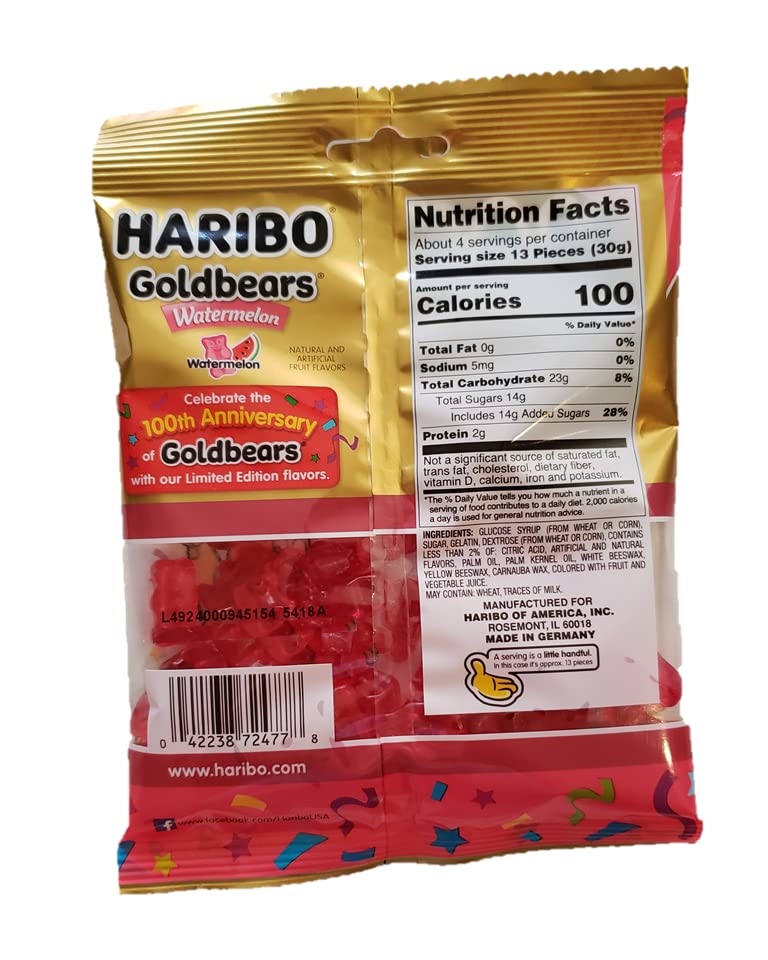 HARIBO®
Goldbears®
Watermelon
Watermelon
NATURAL AND
ARTIFICIAL
FRUIT FLAVORS
Celebrate the
100th Anniversary
of Goldbears®
with our Limited Edition flavors.
L4924000945154 5418A
0 42238 72477 8
www.haribo.com
www.facebook.com/HariboUSA
Nutrition Facts
About 4 servings per container
Serving size 13 Pieces (30g)
Amount per serving
Calories 100
% Daily Value*
Total Fat 0g 0%
Sodium 5mg 0%
Total Carbohydrate 23g 8%
Total Sugars 14g
Includes 14g Added Sugars 28%
Protein 2g
Not a significant source of saturated fat,
trans fat, cholesterol, dietary fiber,
vitamin D, calcium, iron and potassium.
*The % Daily Value tells you how much a nutrient in a
serving of food contributes to a daily diet. 2,000 calories
a day is used for general nutrition advice.
INGREDIENTS: GLUCOSE SYRUP (FROM WHEAT OR CORN),
SUGAR, GELATIN, DEXTROSE (FROM WHEAT OR CORN), CONTAINS
LESS THAN 2% OF: CITRIC ACID, ARTIFICIAL AND NATURAL
FLAVORS, PALM OIL, PALM KERNEL OIL, WHITE BEESWAX,
YELLOW BEESWAX, CARNAUBA WAX, COLORED WITH FRUIT AND
VEGETABLE JUICE.
MAY CONTAIN: WHEAT, TRACES OF MILK.
MANUFACTURED FOR
HARIBO OF AMERICA, INC.
ROSEMONT, IL 60018
MADE IN GERMANY
A serving is a little handful.
In this case it's approx. 13 pieces